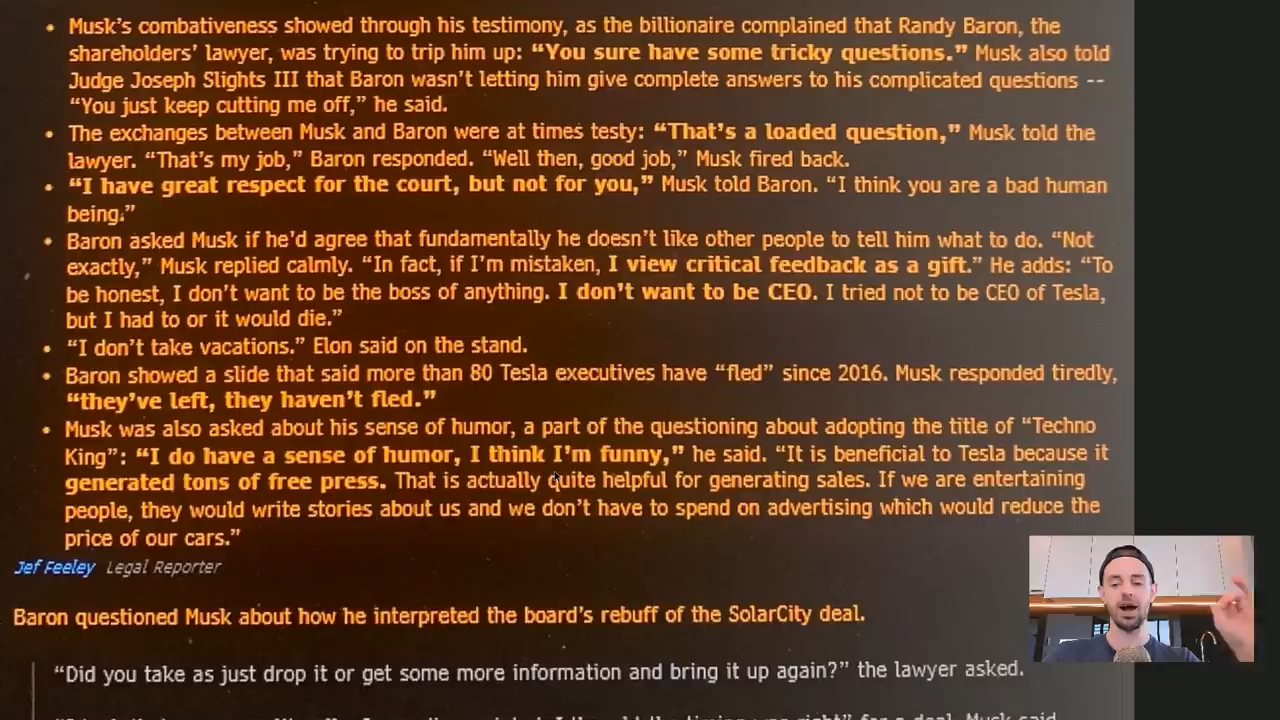 • Musk's combativeness showed through his testimony, as the billionaire complained that Randy Baron, the
shareholders' lawyer, was trying to trip him up: “You sure have some tricky questions.” Musk also told
Judge Joseph Slights III that Baron wasn't letting him give complete answers to his complicated questions --
“You just keep cutting me off,” he said.
• The exchanges between Musk and Baron were at times testy: “That's a loaded question,” Musk told the
lawyer. “That's my job,” Baron responded. “Well then, good job,” Musk fired back.
• “I have great respect for the court, but not for you,” Musk told Baron. “I think you are a bad human
being.”
• Baron asked Musk if he'd agree that fundamentally he doesn't like other people to tell him what to do. “Not
exactly,” Musk replied calmly. “In fact, if I'm mistaken, I view critical feedback as a gift.” He adds: “To
be honest, I don't want to be the boss of anything. I don't want to be CEO. I tried not to be CEO of Tesla,
but I had to or it would die.”
• “I don't take vacations.” Elon said on the stand.
• Baron showed a slide that said more than 80 Tesla executives have “fled” since 2016. Musk responded tiredly,
“they've left, they haven't fled.”
• Musk was also asked about his sense of humor, a part of the questioning about adopting the title of “Techno
King”: “I do have a sense of humor, I think I'm funny,” he said. “It is beneficial to Tesla because it
generated tons of free press. That is actually quite helpful for generating sales. If we are entertaining
people, they would write stories about us and we don't have to spend on advertising which would reduce the
price of our cars.”
Jef Feeley Legal Reporter
Baron questioned Musk about how he interpreted the board's rebuff of the SolarCity deal.
“Did you take as just drop it or get some more information and bring it up again?” the lawyer asked.